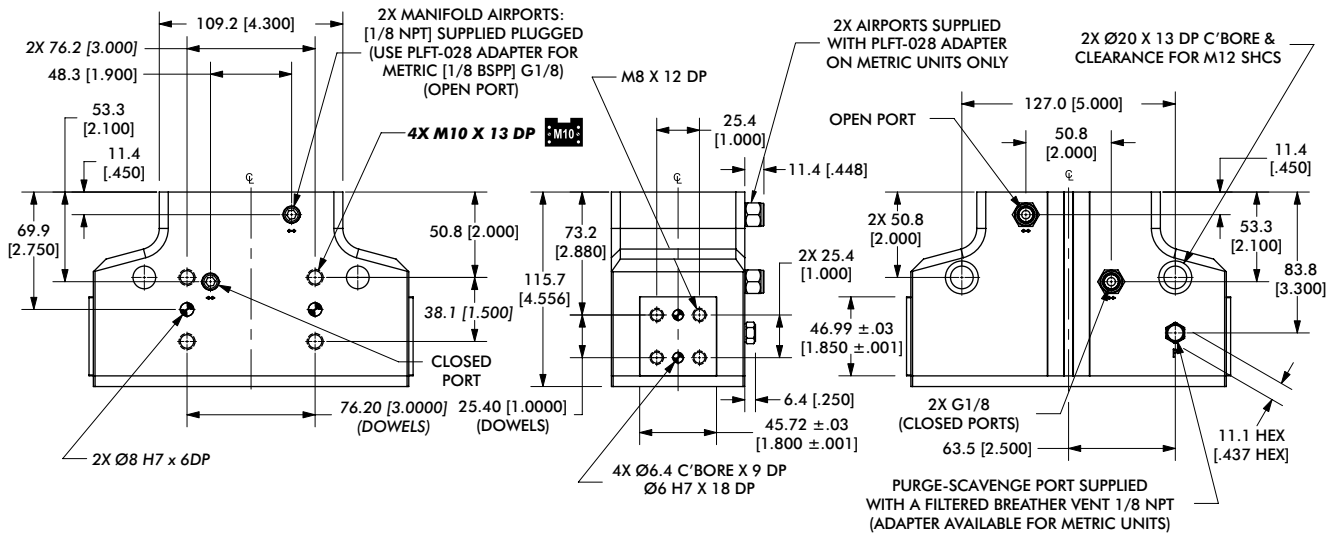 109.2 [4.300]
2X 76.2 [3.000]
48.3 [1.900]
53.3
[2.100]
11.4
[.450]
69.9
[2.750]
2X MANIFOLD AIRPORTS:
[1/8 NPT] SUPPLIED PLUGGED
(USE PLFT-028 ADAPTER FOR
METRIC [1/8 BSPP] G1/8)
(OPEN PORT)
4X M10 X 13 DP
M10
℄
50.8 [2.000]
38.1 [1.500]
CLOSED
PORT
76.20 [3.0000]
(DOWELS)
2X Ø8 H7 x 6DP
2X AIRPORTS SUPPLIED
WITH PLFT-028 ADAPTER
ON METRIC UNITS ONLY
M8 X 12 DP
25.4
[1.000]
℄
11.4 [.448]
73.2
[2.880]
115.7
[4.556]
2X 25.4
[1.000]
25.40 [1.0000]
(DOWELS)
6.4 [.250]
45.72 ±.03
[1.800 ±.001]
4X Ø6.4 C'BORE X 9 DP
Ø6 H7 X 18 DP
2X Ø20 X 13 DP C'BORE &
CLEARANCE FOR M12 SHCS
127.0 [5.000]
OPEN PORT
50.8
[2.000]
℄
11.4
[.450]
2X 50.8
[2.000]
53.3
[2.100]
83.8
[3.300]
46.99 ±.03
[1.850 ±.001]
2X G1/8
(CLOSED PORTS)
63.5 [2.500]
11.1 HEX
[.437 HEX]
PURGE-SCAVENGE PORT SUPPLIED
WITH A FILTERED BREATHER VENT 1/8 NPT
(ADAPTER AVAILABLE FOR METRIC UNITS)